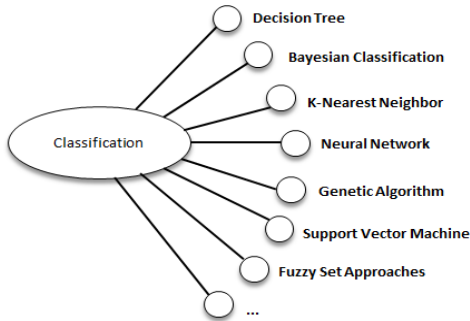 Decision Tree
Bayesian Classification
K-Nearest Neighbor
Classification
Neural Network
Genetic Algorithm
Support Vector Machine
Fuzzy Set Approaches
...